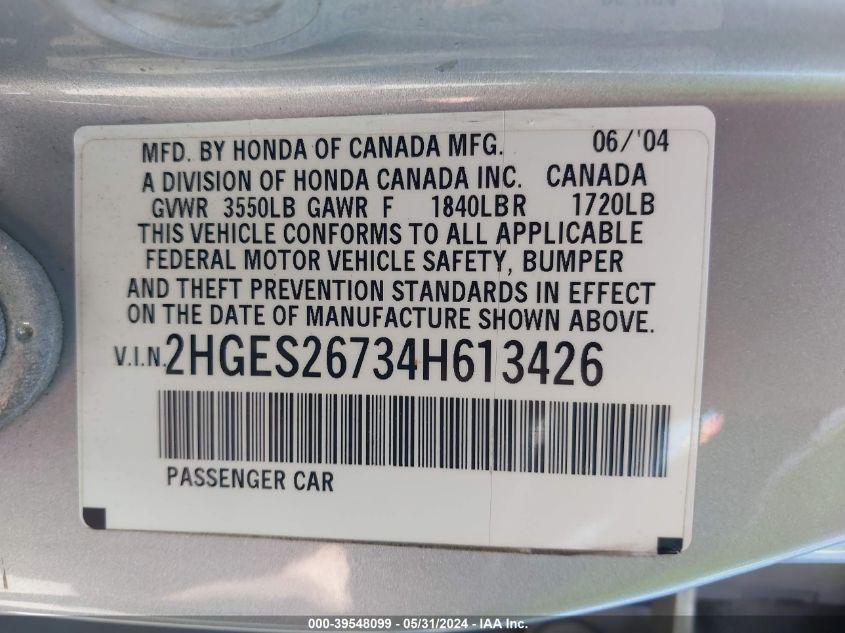 MFD. BY HONDA OF CANADA MFG. 06/'04
A DIVISION OF HONDA CANADA INC. CANADA
GVWR 3550LB GAWR F 1840LB R 1720LB
THIS VEHICLE CONFORMS TO ALL APPLICABLE
FEDERAL MOTOR VEHICLE SAFETY, BUMPER
AND THEFT PREVENTION STANDARDS IN EFFECT
ON THE DATE OF MANUFACTURE SHOWN ABOVE.
V.I.N. 2HGES26734H613426
PASSENGER CAR
000-39548099 / 05/31/2024 - IAA Inc.